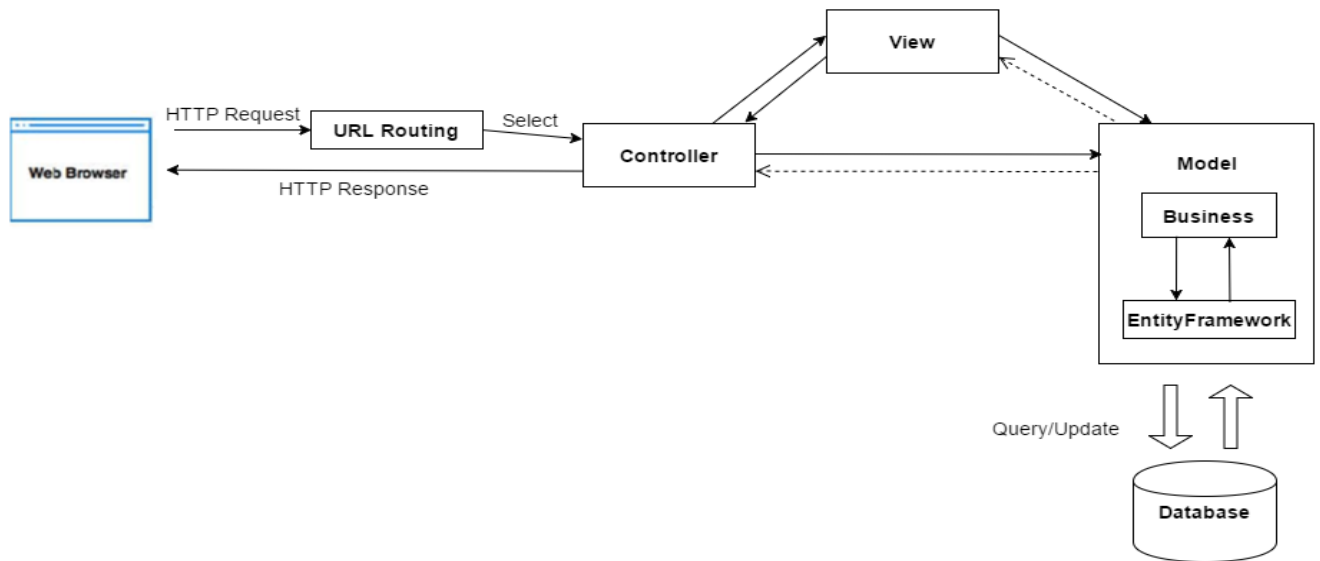 View
HTTP Request
URL Routing
Select
Web Browser
Controller
Model
HTTP Response
Business
EntityFramework
Query/Update
Database